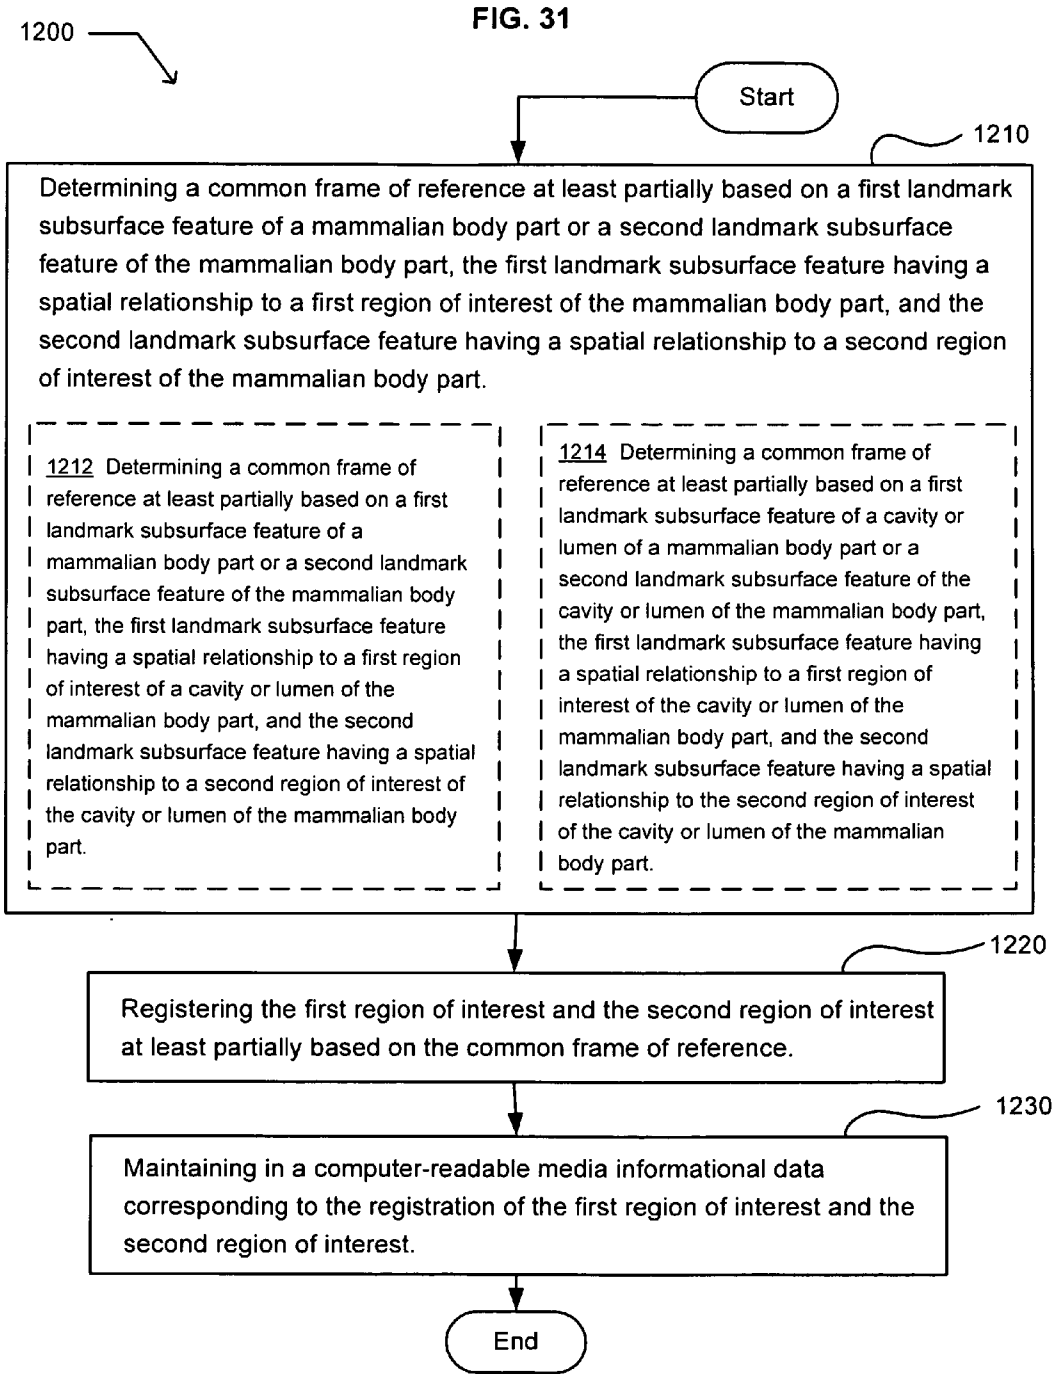 FIG. 31
1200
Start
1210
Determining a common frame of reference at least partially based on a first landmark
subsurface feature of a mammalian body part or a second landmark subsurface
feature of the mammalian body part, the first landmark subsurface feature having a
spatial relationship to a first region of interest of the mammalian body part, and the
second landmark subsurface feature having a spatial relationship to a second region
of interest of the mammalian body part.
1212 Determining a common frame of
reference at least partially based on a first
landmark subsurface feature of a
mammalian body part or a second landmark
subsurface feature of the mammalian body
part, the first landmark subsurface feature
having a spatial relationship to a first region
of interest of a cavity or lumen of the
mammalian body part, and the second
landmark subsurface feature having a spatial
relationship to a second region of interest of
the cavity or lumen of the mammalian body
part.
1214 Determining a common frame of
reference at least partially based on a first
landmark subsurface feature of a cavity or
lumen of a mammalian body part or a
second landmark subsurface feature of the
cavity or lumen of the mammalian body part,
the first landmark subsurface feature having
a spatial relationship to a first region of
interest of the cavity or lumen of the
mammalian body part, and the second
landmark subsurface feature having a spatial
relationship to the second region of interest
of the cavity or lumen of the mammalian
body part.
1220
Registering the first region of interest and the second region of interest
at least partially based on the common frame of reference.
1230
Maintaining in a computer-readable media informational data
corresponding to the registration of the first region of interest and the
second region of interest.
End